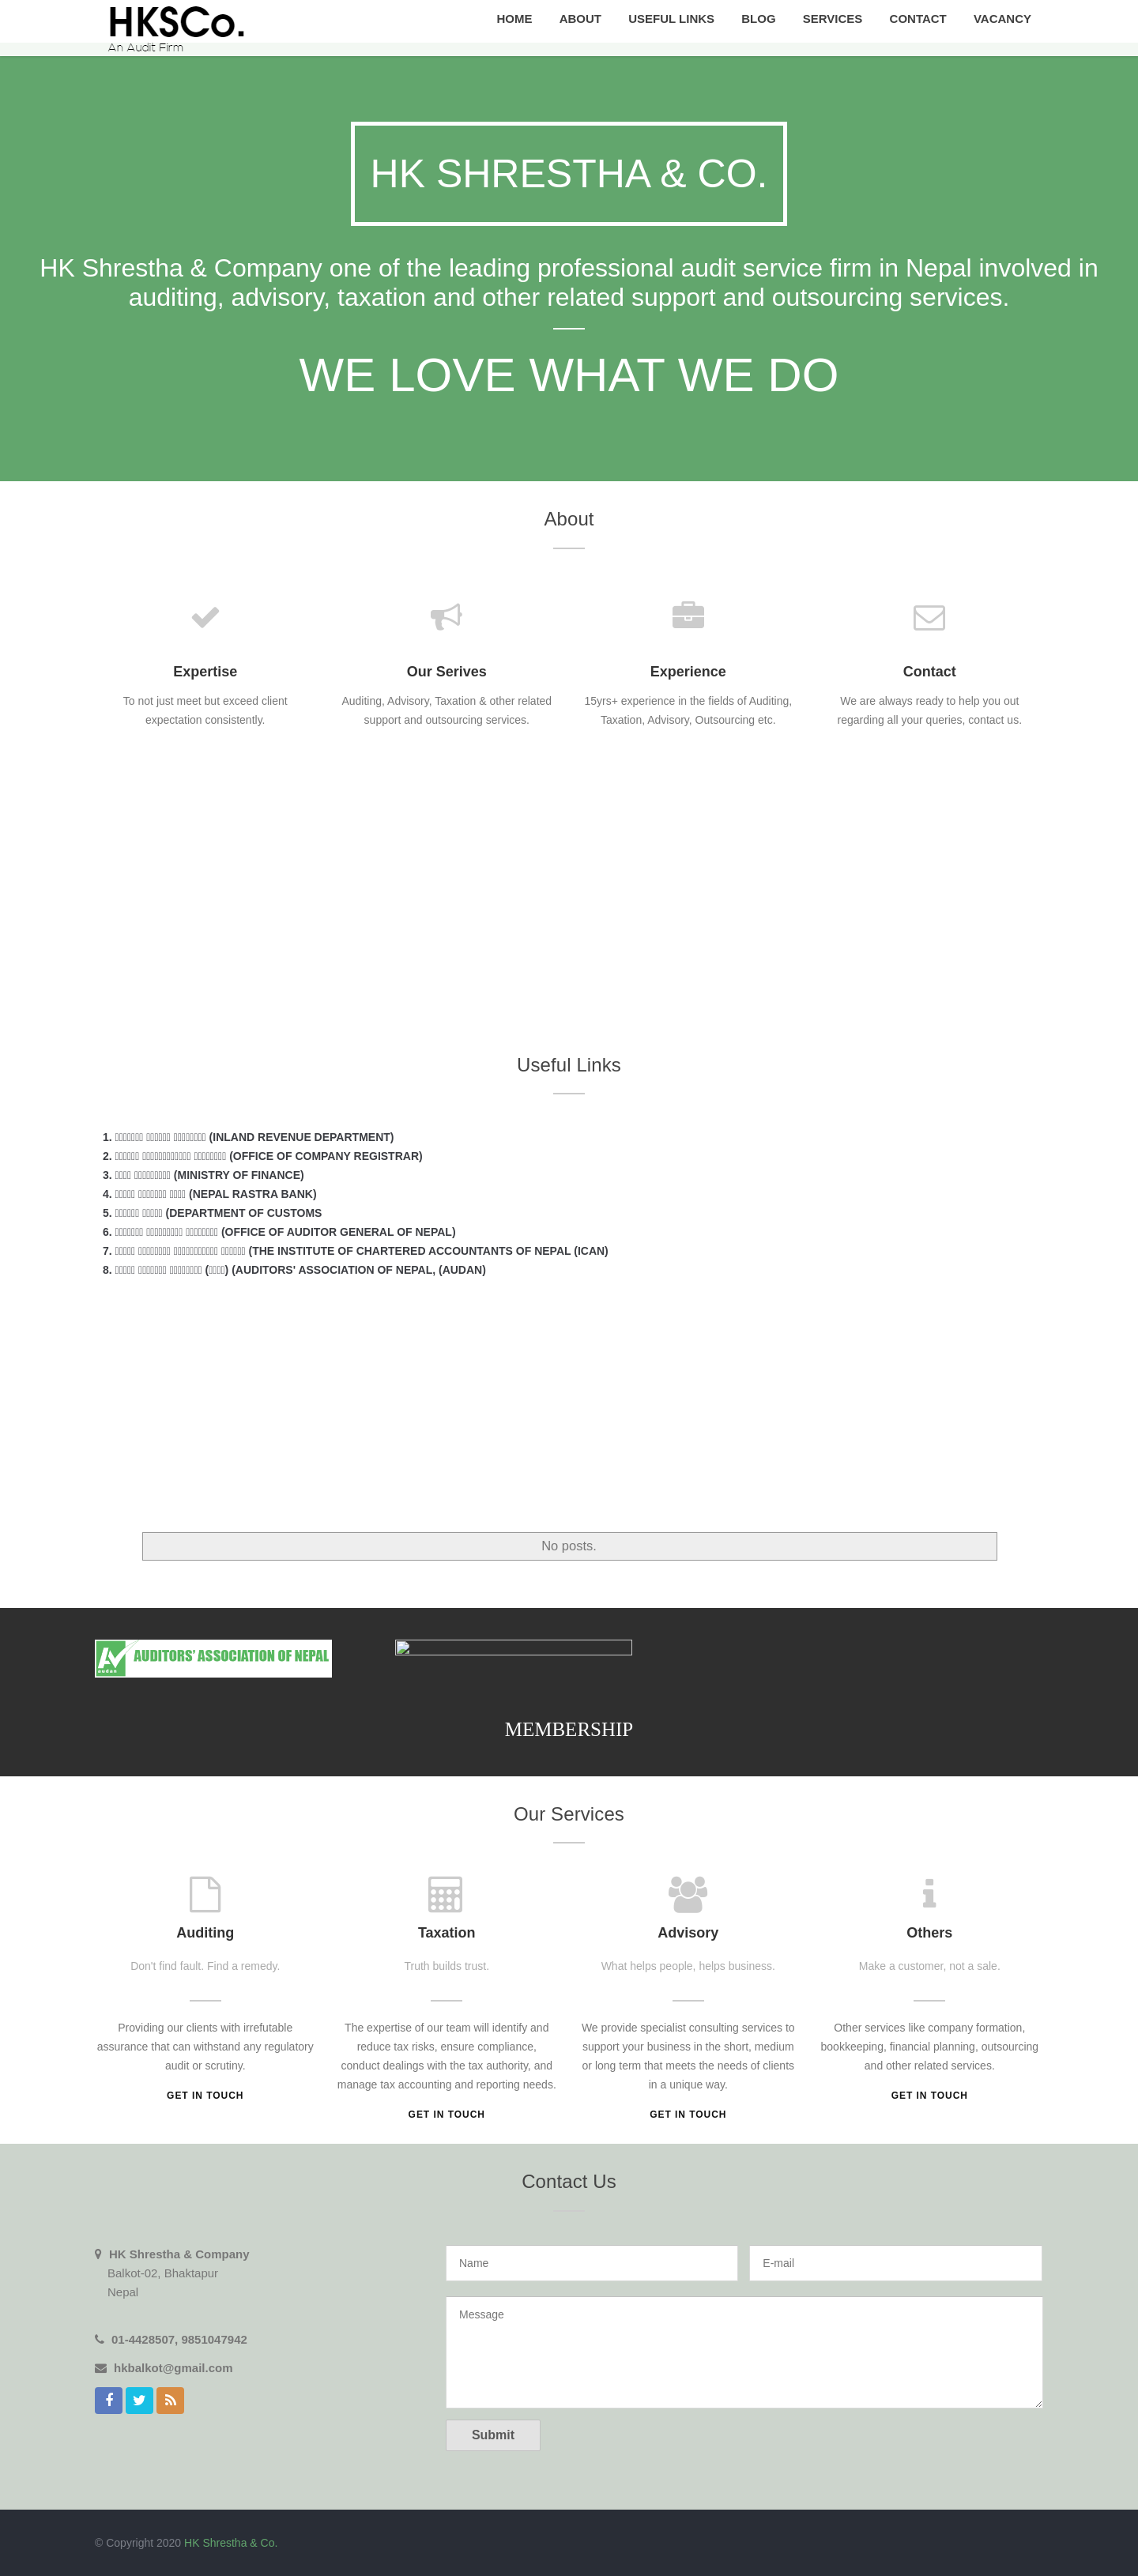 HKSCo.
An Audit Firm
HOME ABOUT USEFUL LINKS BLOG SERVICES CONTACT VACANCY
HK SHRESTHA & CO.
HK Shrestha & Company one of the leading professional audit service firm in Nepal involved in
auditing, advisory, taxation and other related support and outsourcing services.
WE LOVE WHAT WE DO
About
Expertise
To not just meet but exceed client
expectation consistently.
Our Serives
Auditing, Advisory, Taxation & other related
support and outsourcing services.
Experience
15yrs+ experience in the fields of Auditing,
Taxation, Advisory, Outsourcing etc.
Contact
We are always ready to help you out
regarding all your queries, contact us.
Useful Links
1. (INLAND REVENUE DEPARTMENT)
2. (OFFICE OF COMPANY REGISTRAR)
3. (MINISTRY OF FINANCE)
4. (NEPAL RASTRA BANK)
5. (DEPARTMENT OF CUSTOMS
6. (OFFICE OF AUDITOR GENERAL OF NEPAL)
7. (THE INSTITUTE OF CHARTERED ACCOUNTANTS OF NEPAL (ICAN)
8. (AUDITORS' ASSOCIATION OF NEPAL, (AUDAN)
No posts.
audan
AUDITORS' ASSOCIATION OF NEPAL
MEMBERSHIP
Our Services
Auditing
Don't find fault. Find a remedy.
Providing our clients with irrefutable
assurance that can withstand any regulatory
audit or scrutiny.
GET IN TOUCH
Taxation
Truth builds trust.
The expertise of our team will identify and
reduce tax risks, ensure compliance,
conduct dealings with the tax authority, and
manage tax accounting and reporting needs.
GET IN TOUCH
Advisory
What helps people, helps business.
We provide specialist consulting services to
support your business in the short, medium
or long term that meets the needs of clients
in a unique way.
GET IN TOUCH
Others
Make a customer, not a sale.
Other services like company formation,
bookkeeping, financial planning, outsourcing
and other related services.
GET IN TOUCH
Contact Us
HK Shrestha & Company
Balkot-02, Bhaktapur
Nepal
01-4428507, 9851047942
hkbalkot@gmail.com
Name
E-mail
Message
Submit
© Copyright 2020 HK Shrestha & Co.